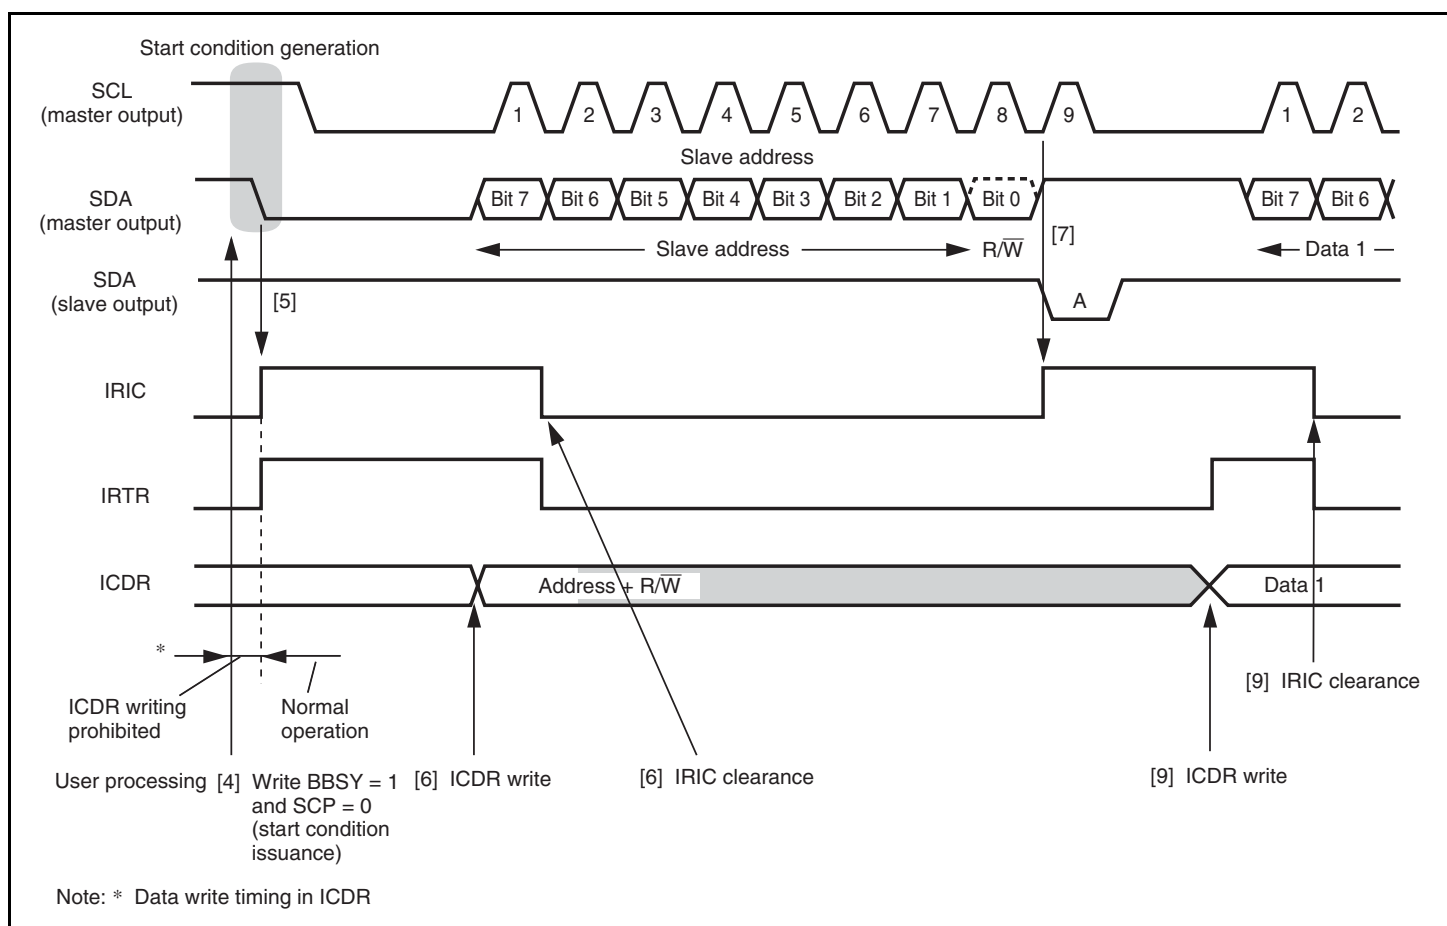 Start condition generation
SCL
(master output)
1 2 3 4 5 6 7 8 9 1 2
Slave address
SDA
(master output)
Bit 7 Bit 6 Bit 5 Bit 4 Bit 3 Bit 2 Bit 1 Bit 0 Bit 7 Bit 6
[7]
Slave address R/W̅ Data 1
SDA
(slave output)
[5]
A
IRIC
IRTR
ICDR
Address + R/W̅
Data 1
*
ICDR writing
prohibited
Normal
operation
[9] IRIC clearance
User processing [4] Write BBSY = 1
and SCP = 0
(start condition
issuance)
[6] ICDR write
[6] IRIC clearance
[9] ICDR write
Note: * Data write timing in ICDR